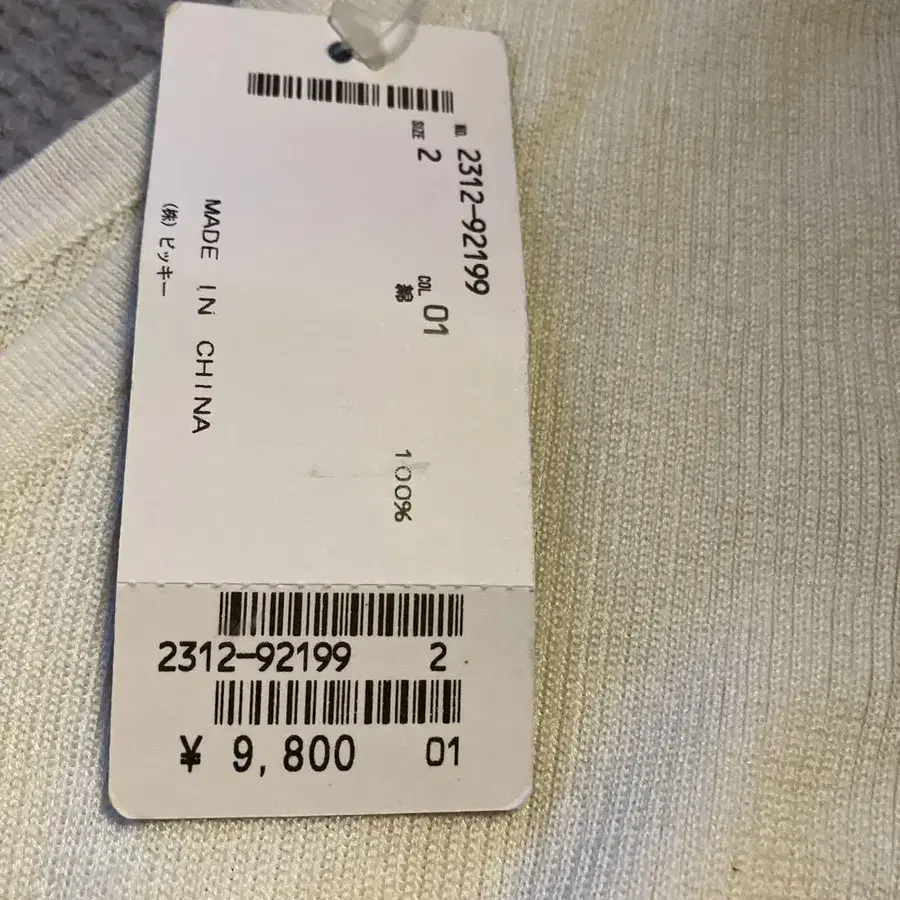 NO. 2312-92199
SIZE 2 COL 01
綿 100%
MADE IN CHINA
(株)ビッキー
2312-92199 2
¥ 9,800 01